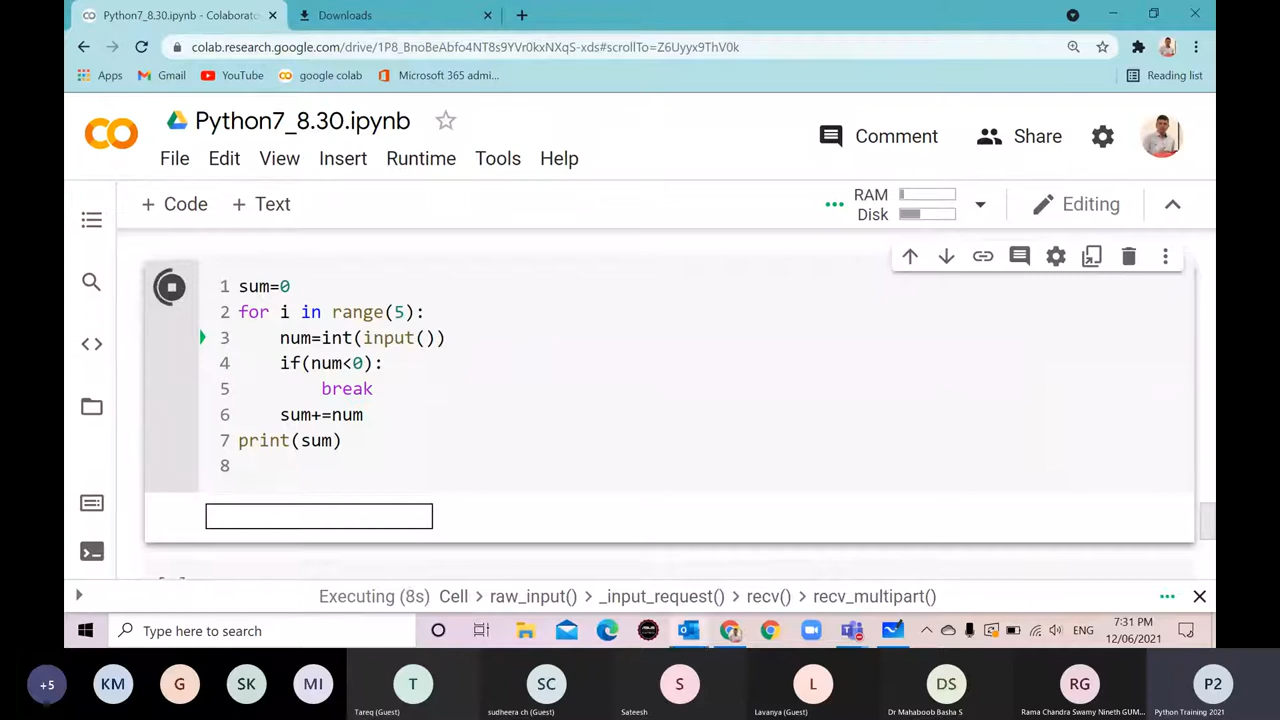 Python7_8.30.ipynb - Colaborato
Downloads
colab.research.google.com/drive/1P8_BnoBeAbfo4NT8s9YVr0kxNXqS-xds#scrollTo=Z6Uyyx9ThV0k
Apps Gmail YouTube google colab Microsoft 365 admi... Reading list
Python7_8.30.ipynb
Comment Share
File Edit View Insert Runtime Tools Help
+ Code + Text RAM Disk Editing
1 sum=0
2 for i in range(5):
3 num=int(input())
4 if(num<0):
5 break
6 sum+=num
7 print(sum)
8
Executing (8s) Cell > raw_input() > _input_request() > recv() > recv_multipart()
Type here to search
ENG
7:31 PM
12/06/2021
+5 KM G SK MI T SC S L DS RG P2
Tareq (Guest) sudheera ch (Guest) Sateesh Lavanya (Guest) Dr Mahaboob Basha S Rama Chandra Swamy Nineth GUM... Python Training 2021